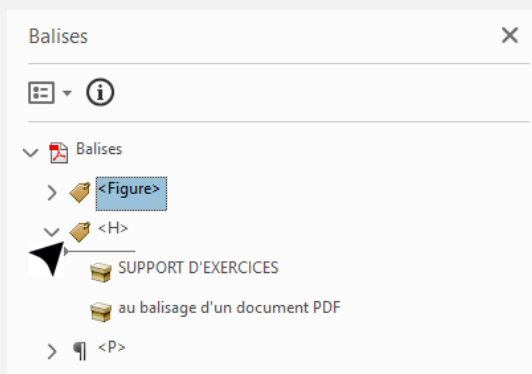 Balises
Balises
<Figure>
<H>
SUPPORT D'EXERCICES
au balisage d'un document PDF
<P>